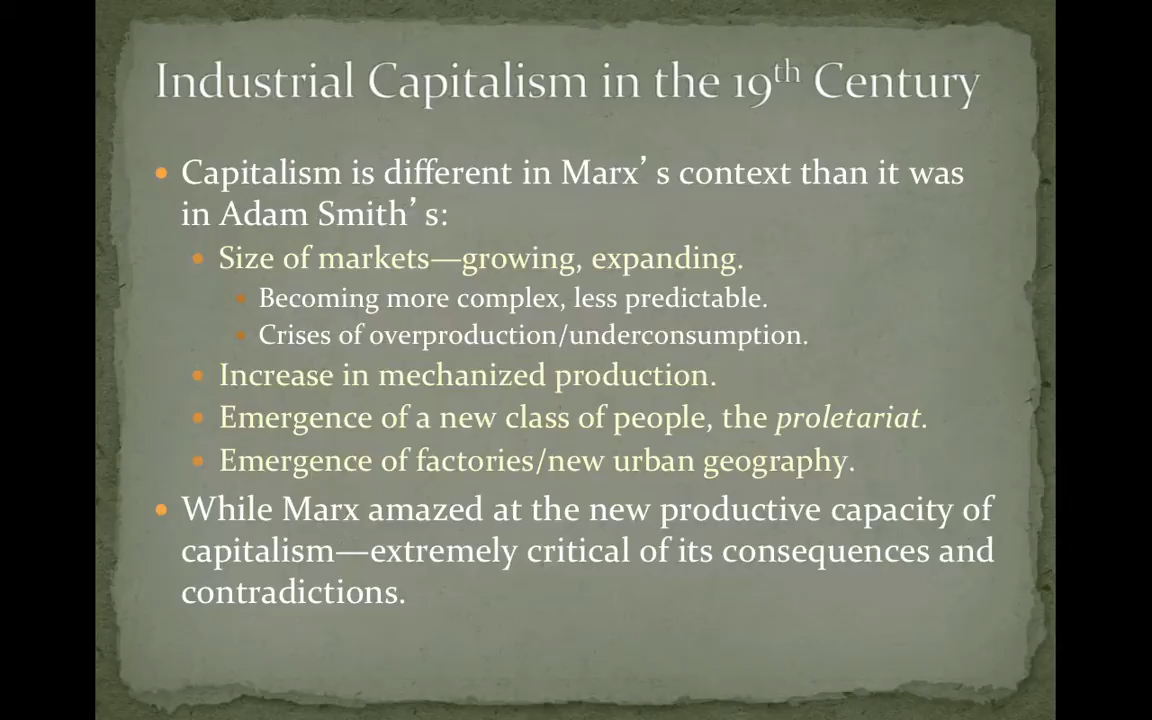 Industrial Capitalism in the 19th Century
• Capitalism is different in Marx’s context than it was
in Adam Smith’s:
• Size of markets—growing, expanding.
• Becoming more complex, less predictable.
• Crises of overproduction/underconsumption.
• Increase in mechanized production.
• Emergence of a new class of people, the proletariat.
• Emergence of factories/new urban geography.
• While Marx amazed at the new productive capacity of
capitalism—extremely critical of its consequences and
contradictions.